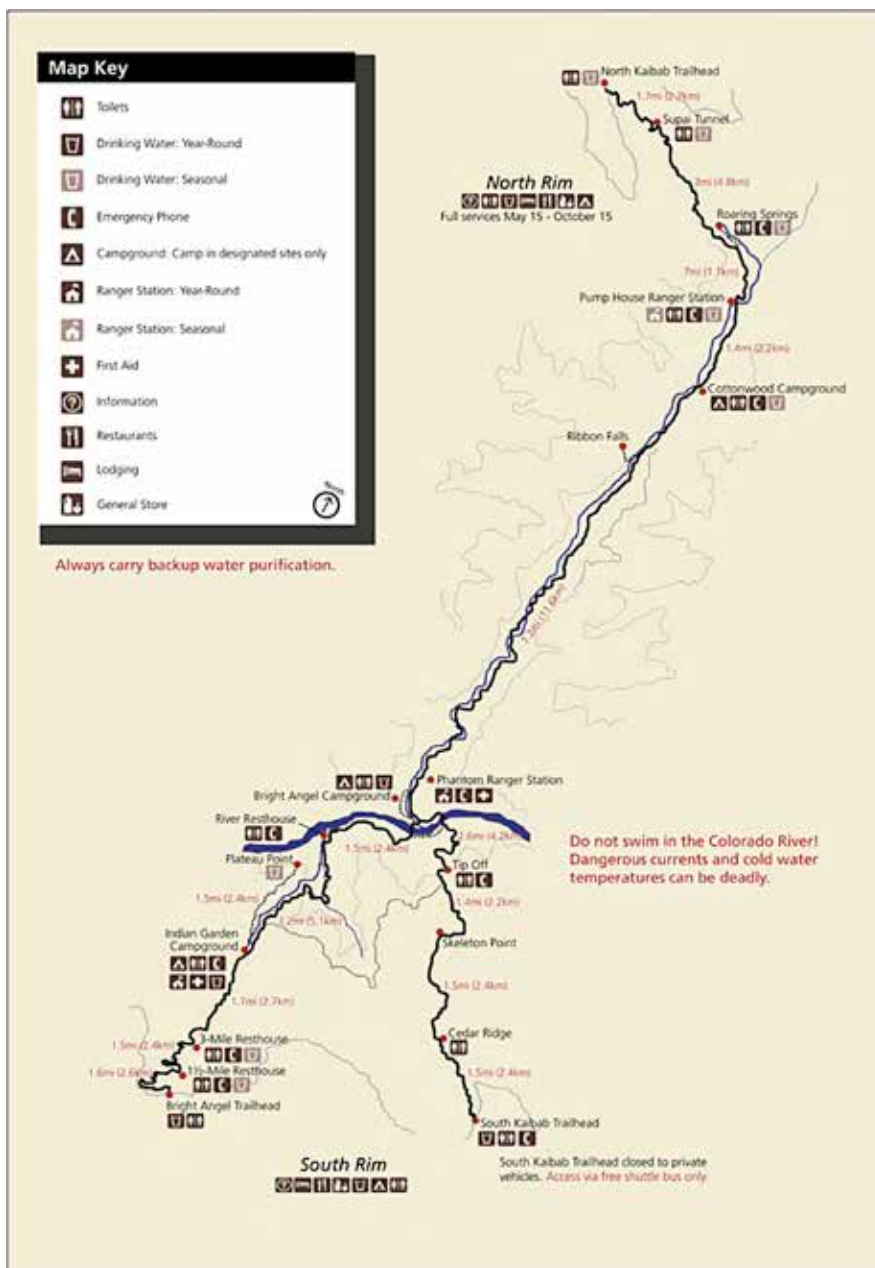 Map Key
Toilets
Drinking Water: Year-Round
Drinking Water: Seasonal
Emergency Phone
Campground: Camp in designated sites only
Ranger Station: Year-Round
Ranger Station: Seasonal
First Aid
Information
Restaurants
Lodging
General Store
Always carry backup water purification.
North Kaibab Trailhead
1.7mi (2.7km)
Supai Tunnel
3mi (4.8km)
North Rim
Full services May 15 - October 15
Roaring Springs
.7mi (1.1km)
Pump House Ranger Station
1.4mi (2.2km)
Cottonwood Campground
Ribbon Falls
7.2mi (11.6km)
Phantom Ranger Station
Bright Angel Campground
River Resthouse
1.5mi (2.4km)
2.6mi (4.2km)
Do not swim in the Colorado River!
Dangerous currents and cold water
temperatures can be deadly.
Plateau Point
Tip Off
1.5mi (2.4km)
1.4mi (2.2km)
(5.1km)
Indian Garden
Campground
Skeleton Point
1.7mi (2.7km)
1.5mi (2.4km)
3-Mile Resthouse
1.5mi (2.4km)
Cedar Ridge
1.6mi (2.6km)
1½-Mile Resthouse
1.5mi (2.4km)
Bright Angel Trailhead
South Kaibab Trailhead
South Rim
South Kaibab Trailhead closed to private
vehicles. Access via free shuttle bus only